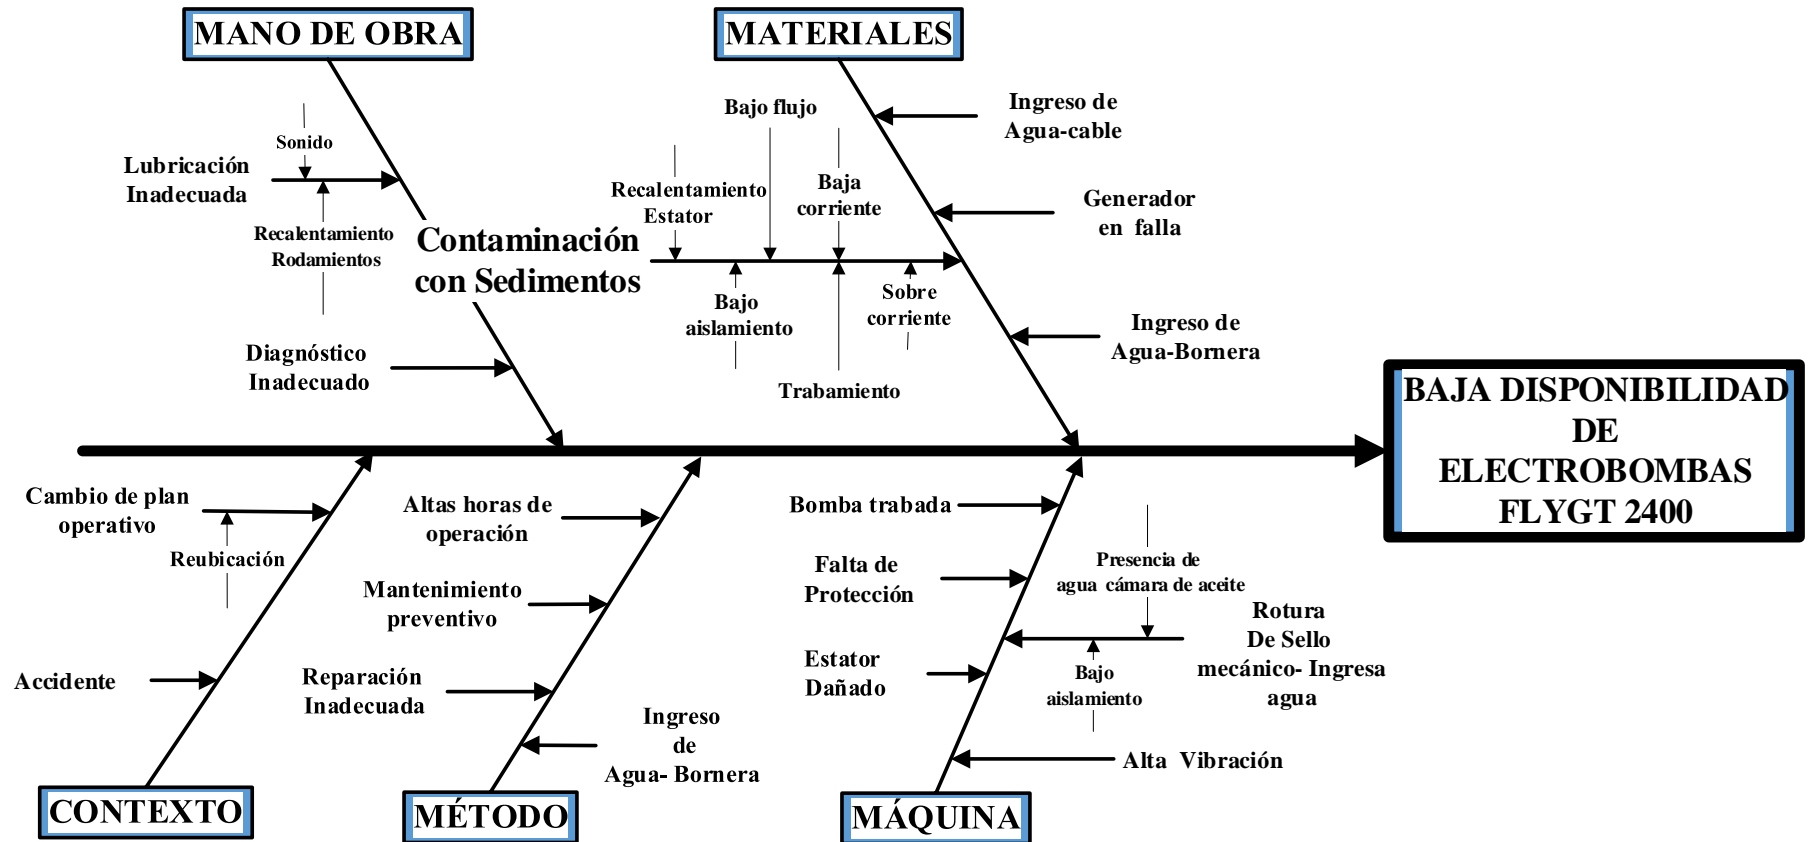 MANO DE OBRA
MATERIALES
Sonido
Lubricación
Inadecuada
Recalentamiento
Rodamientos
Contaminación
con Sedimentos
Diagnóstico
Inadecuado
Bajo flujo
Recalentamiento
Estator
Baja
corriente
Bajo
aislamiento
Sobre
corriente
Trabamiento
Ingreso de
Agua-cable
Generador
en falla
Ingreso de
Agua-Bornera
BAJA DISPONIBILIDAD
DE
ELECTROBOMBAS
FLYGT 2400
Cambio de plan
operativo
Reubicación
Accidente
CONTEXTO
Altas horas de
operación
Mantenimiento
preventivo
Reparación
Inadecuada
Ingreso
de
Agua- Bornera
MÉTODO
Bomba trabada
Falta de
Protección
Estator
Dañado
Presencia de
agua cámara de aceite
Rotura
De Sello
mecánico- Ingresa
agua
Bajo
aislamiento
Alta Vibración
MÁQUINA